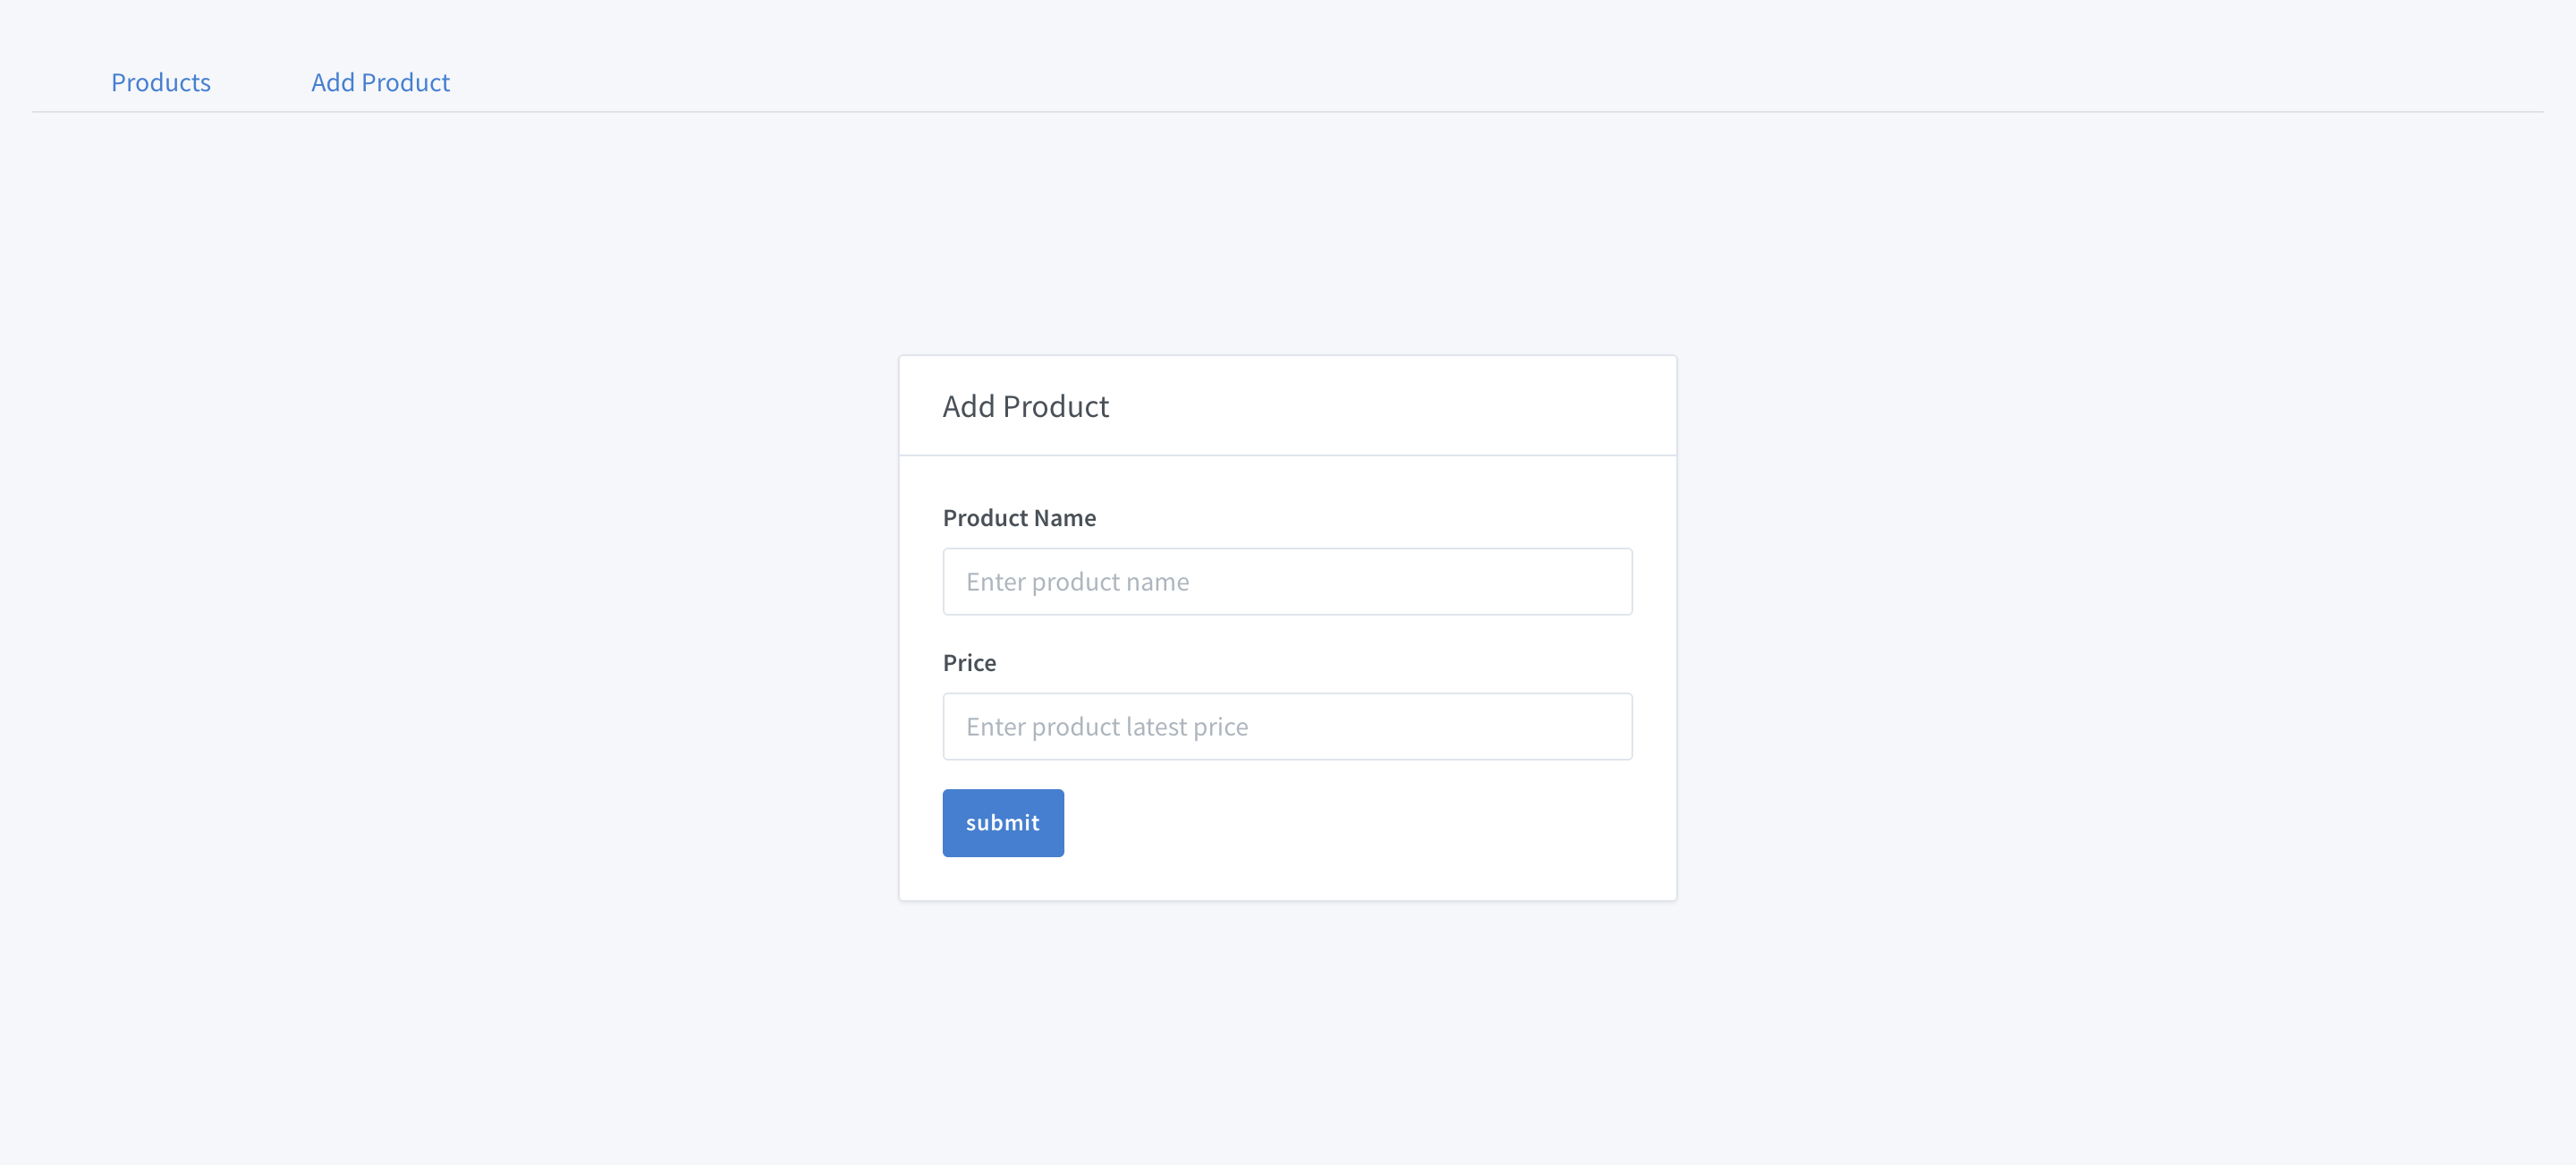 Products Add Product
Add Product
Product Name
Enter product name
Price
Enter product latest price
submit